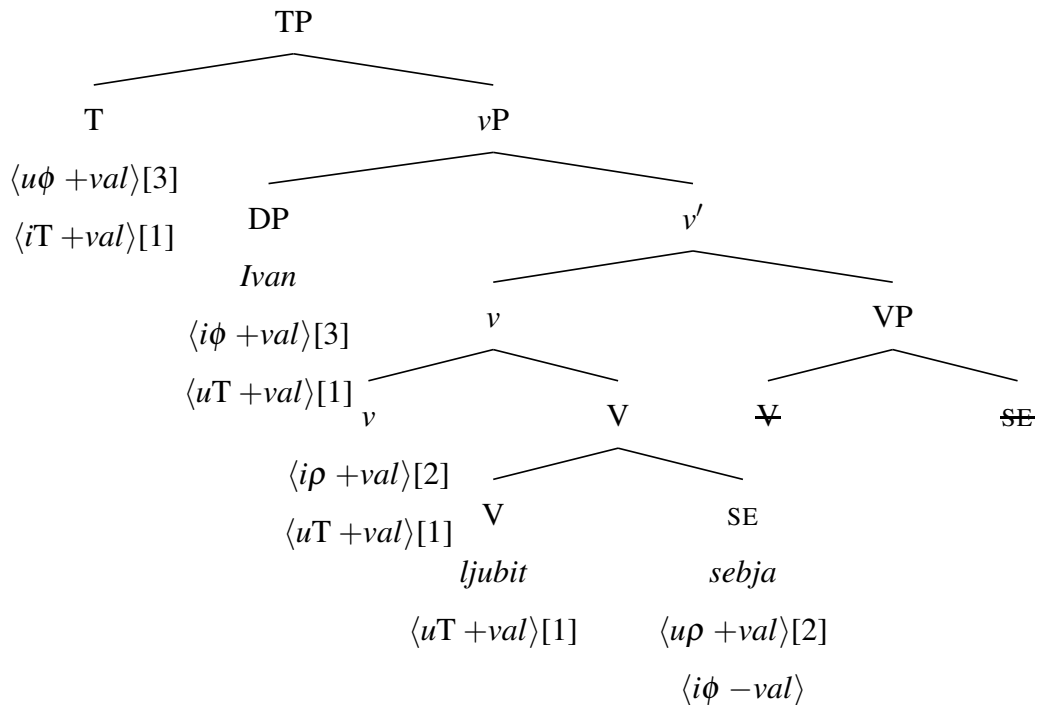 TP
T vP
⟨uϕ +val⟩[3]
DP v′
⟨iT +val⟩[1]
Ivan
v VP
⟨iϕ +val⟩[3]
⟨uT +val⟩[1]
v V V SE
⟨iρ +val⟩[2]
V SE
⟨uT +val⟩[1]
ljubit sebja
⟨uT +val⟩[1] ⟨uρ +val⟩[2]
⟨iϕ −val⟩